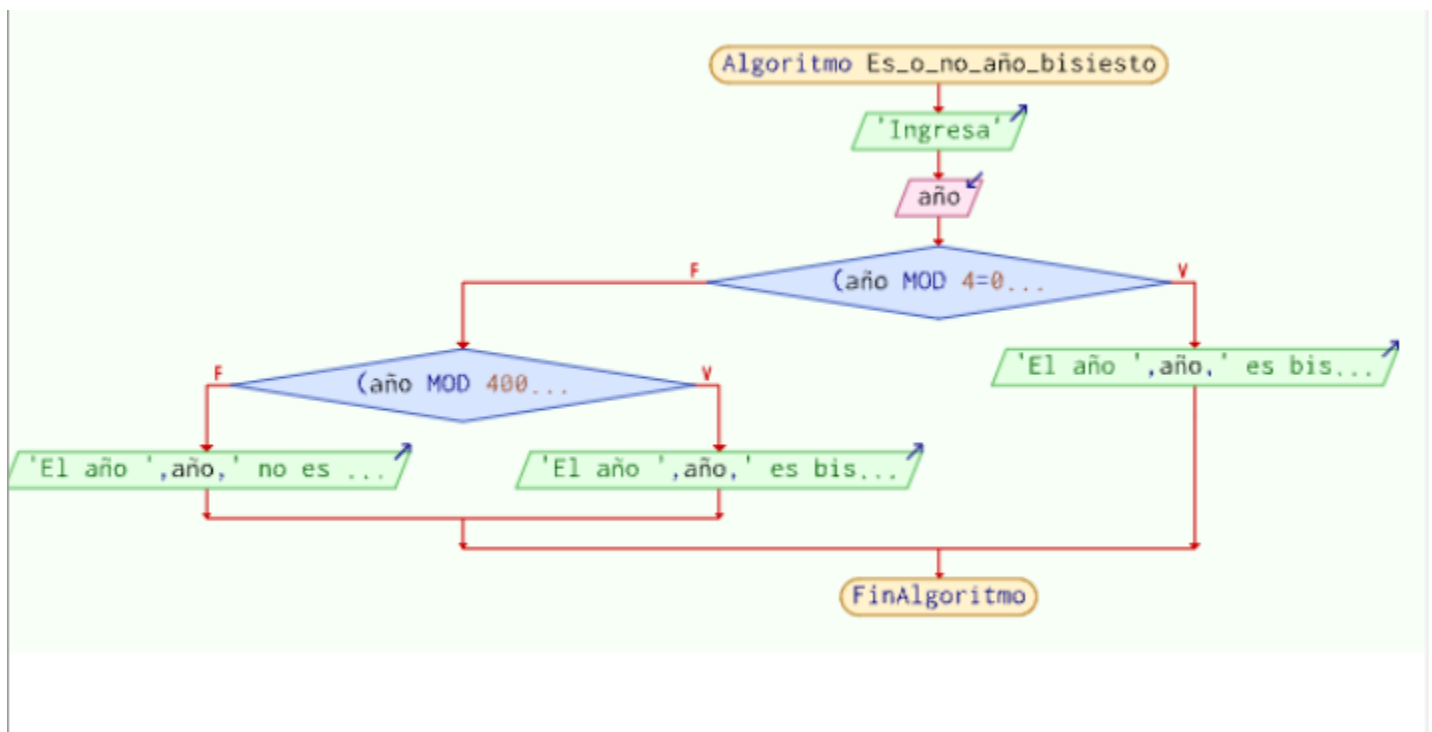 Algoritmo Es_o_no_año_bisiesto
'Ingresa'
año
F
V
(año MOD 4=0...
'El año ',año,' es bis...
F
V
(año MOD 400...
'El año ',año,' no es ...
'El año ',año,' es bis...
FinAlgoritmo